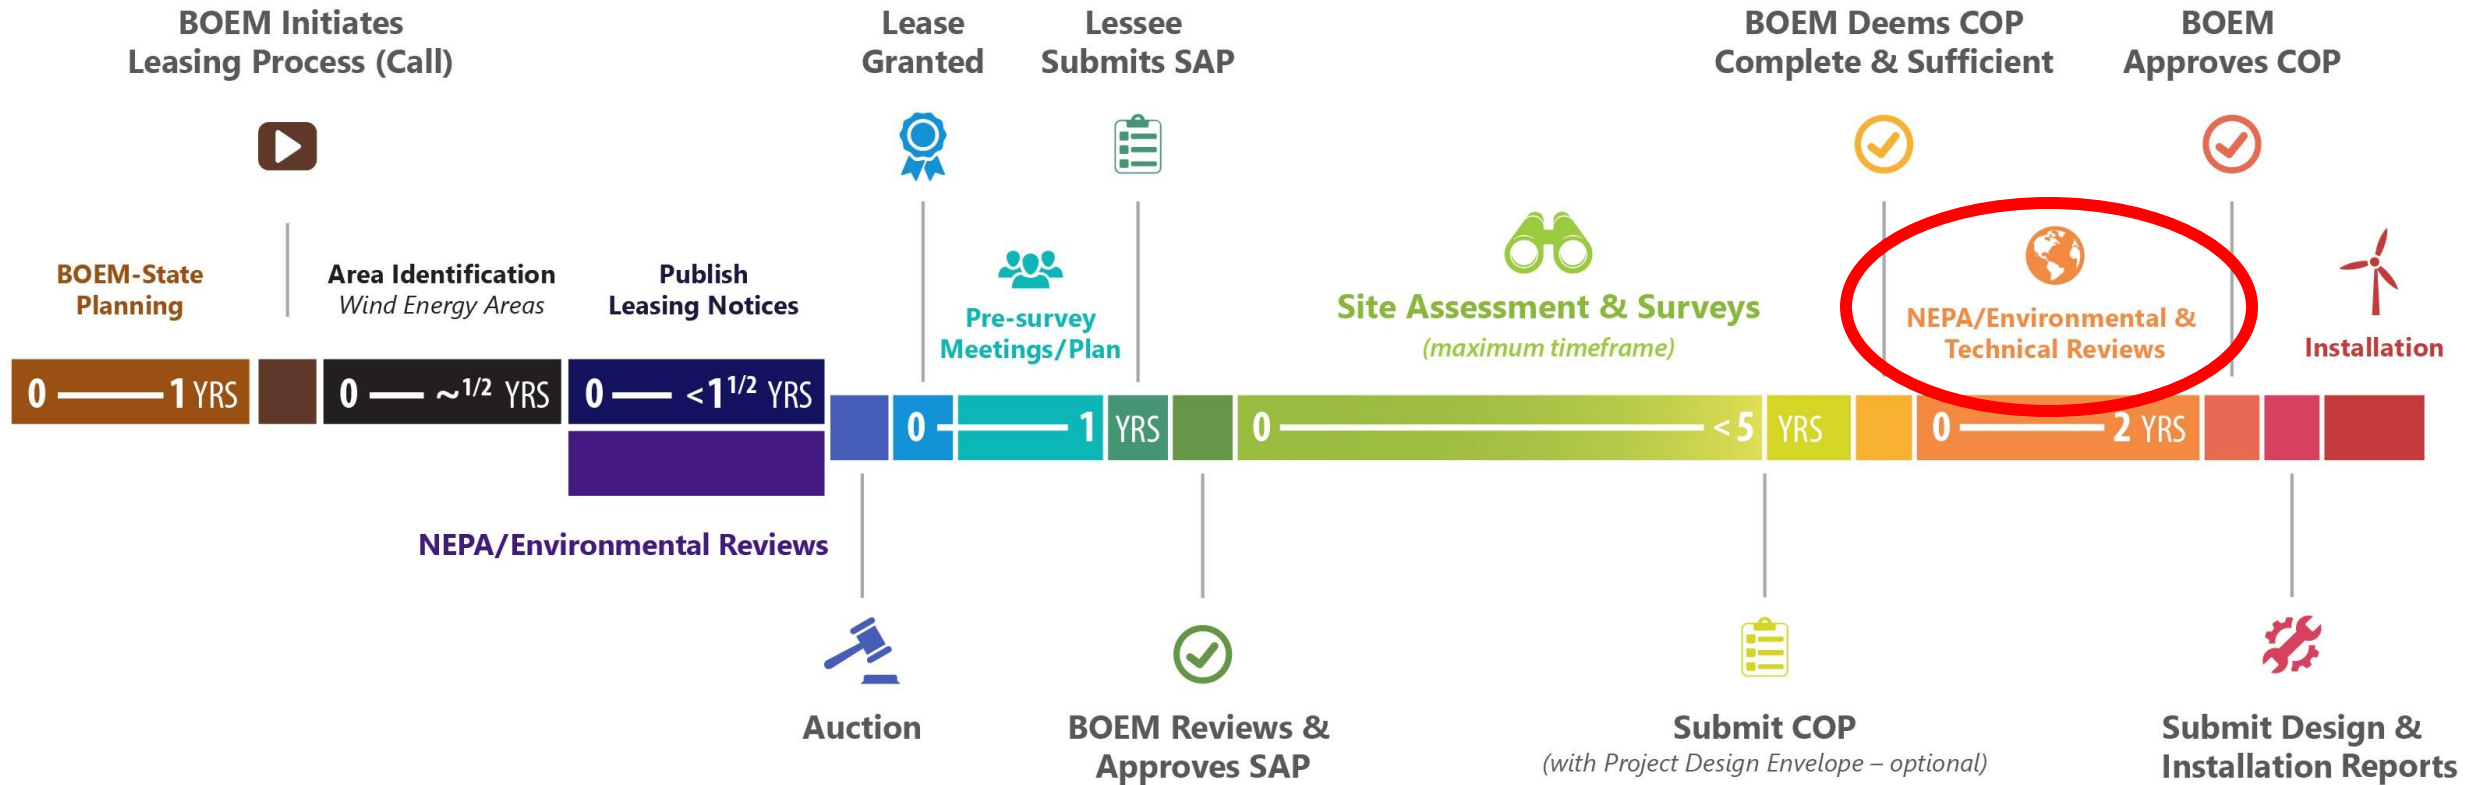 BOEM Initiates
Leasing Process (Call)
Lease
Granted
Lessee
Submits SAP
BOEM Deems COP
Complete & Sufficient
BOEM
Approves COP
BOEM-State
Planning
Area Identification
Wind Energy Areas
Publish
Leasing Notices
Pre-survey
Meetings/Plan
Site Assessment & Surveys
(maximum timeframe)
NEPA/Environmental &
Technical Reviews
Installation
0 1 YRS
0 ~1/2 YRS
0 <1 1/2 YRS
0 1 YRS
0 <5 YRS
0 2 YRS
NEPA/Environmental Reviews
Auction
BOEM Reviews &
Approves SAP
Submit COP
(with Project Design Envelope – optional)
Submit Design &
Installation Reports